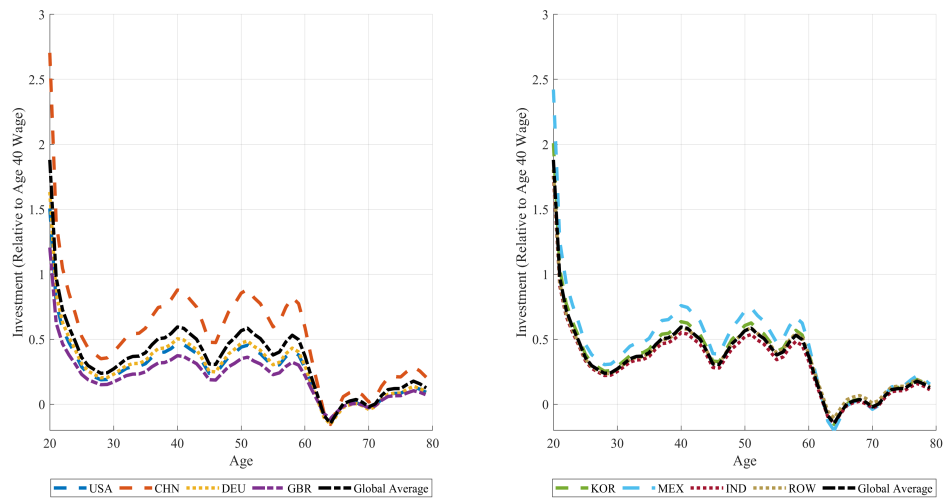 3
2.5
2
1.5
1
0.5
0
Investment (Relative to Age 40 Wage)
20 30 40 50 60 70 80
Age
USA CHN DEU GBR Global Average
3
2.5
2
1.5
1
0.5
0
Investment (Relative to Age 40 Wage)
20 30 40 50 60 70 80
Age
KOR MEX IND ROW Global Average